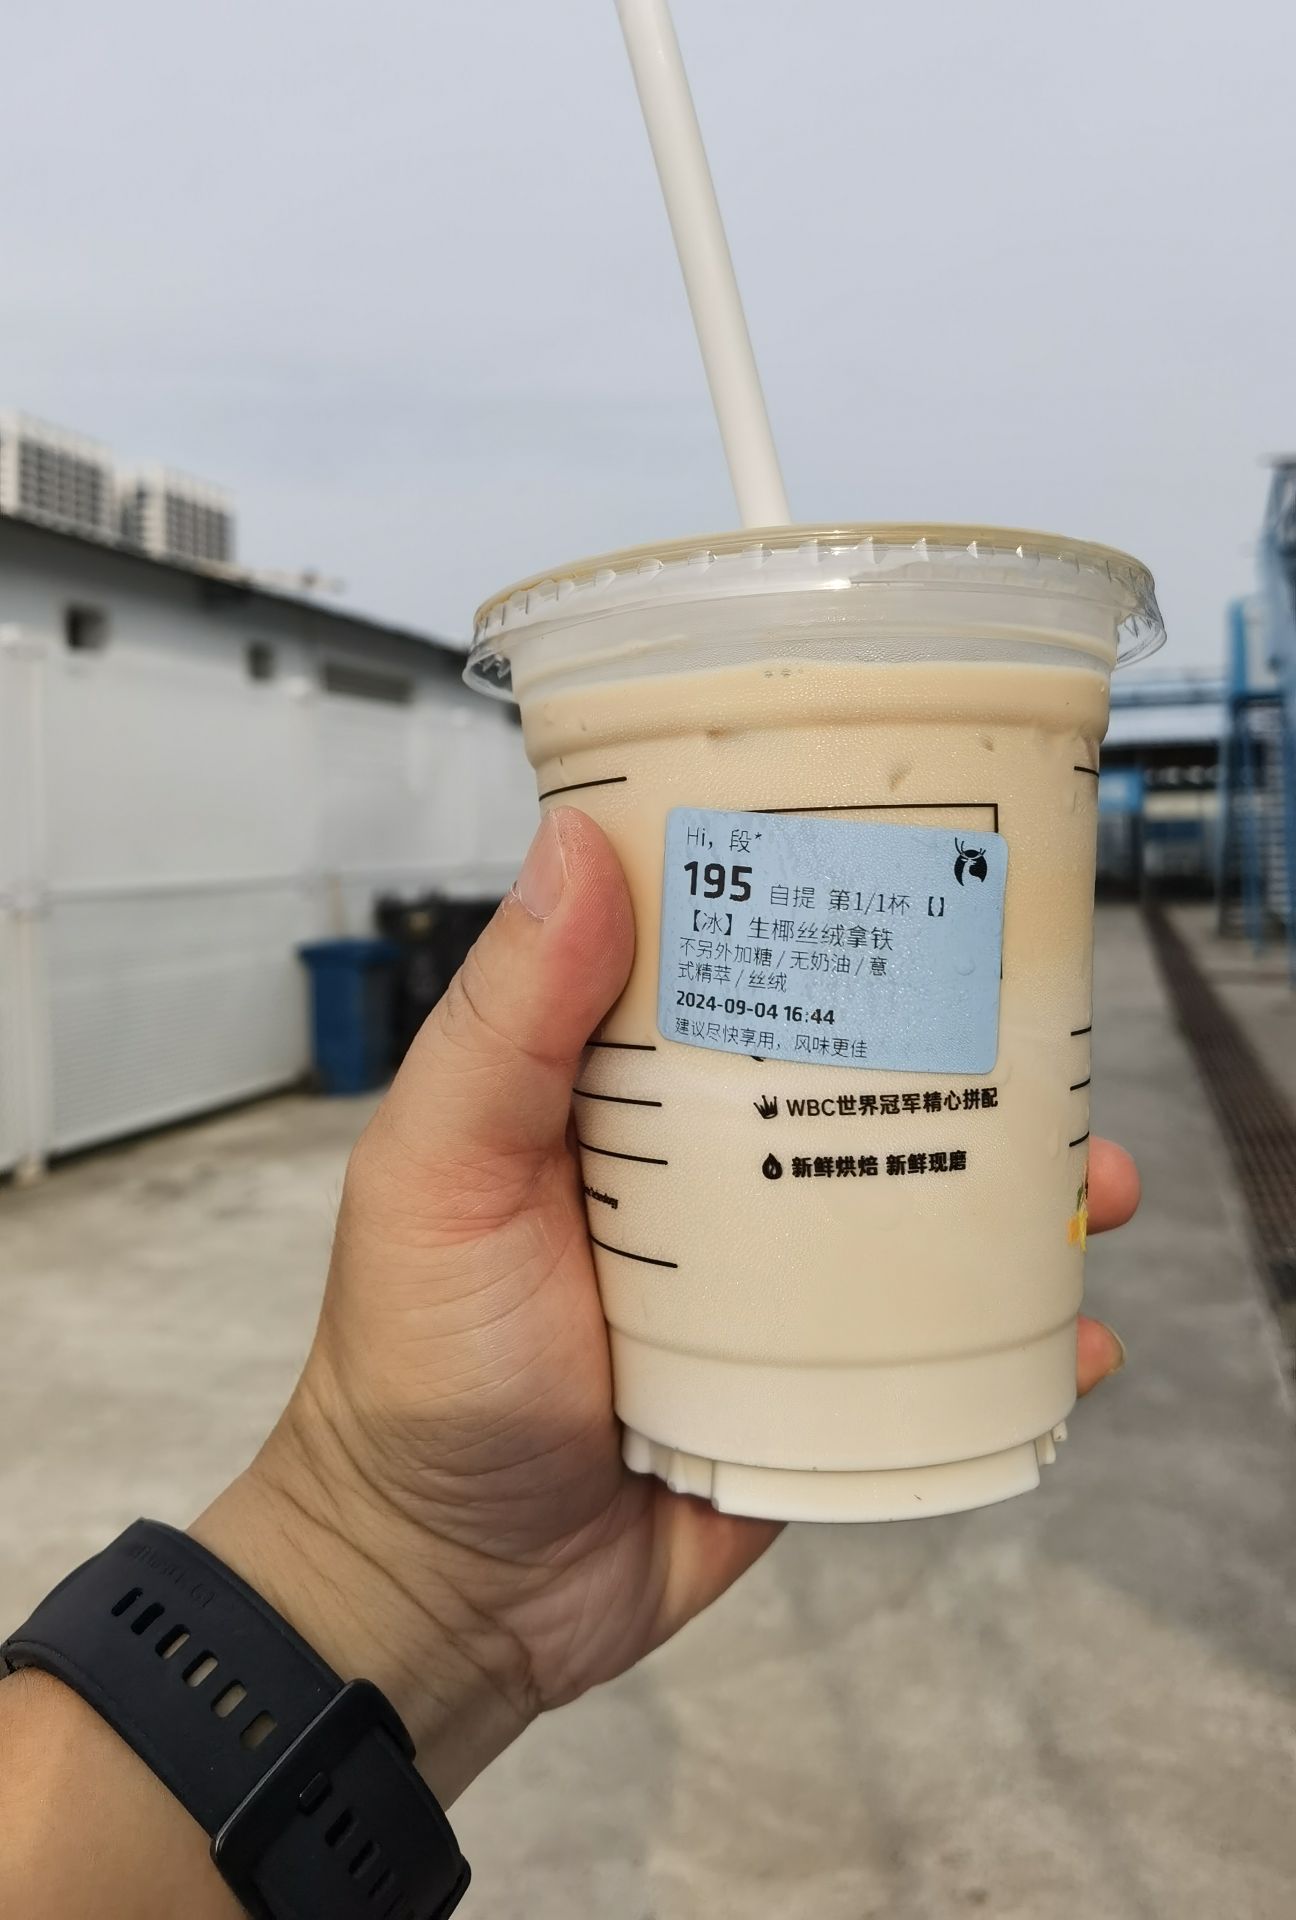 Hi, 段*
195 自提 第1/1杯【】
【冰】生椰丝绒拿铁
不另外加糖/无奶油/意
式精萃/丝绒
2024-09-04 16:44
建议尽快享用，风味更佳
WBC世界冠军精心拼配
新鲜烘焙 新鲜现磨
Technology